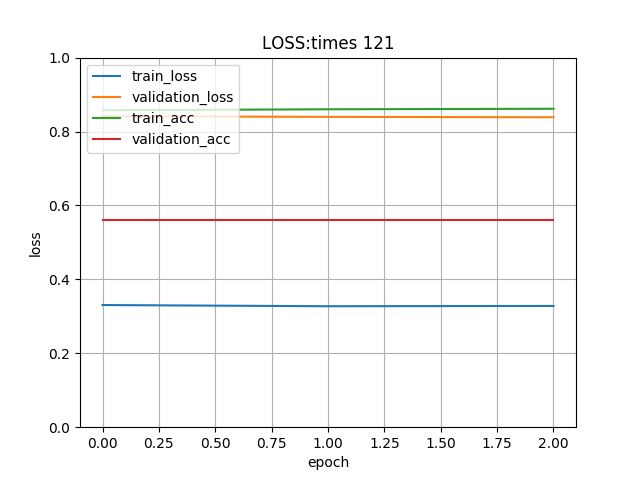 LOSS:times 121
train_loss
validation_loss
train_acc
validation_acc
1.0
0.8
0.6
0.4
0.2
0.0
loss
0.00 0.25 0.50 0.75 1.00 1.25 1.50 1.75 2.00
epoch